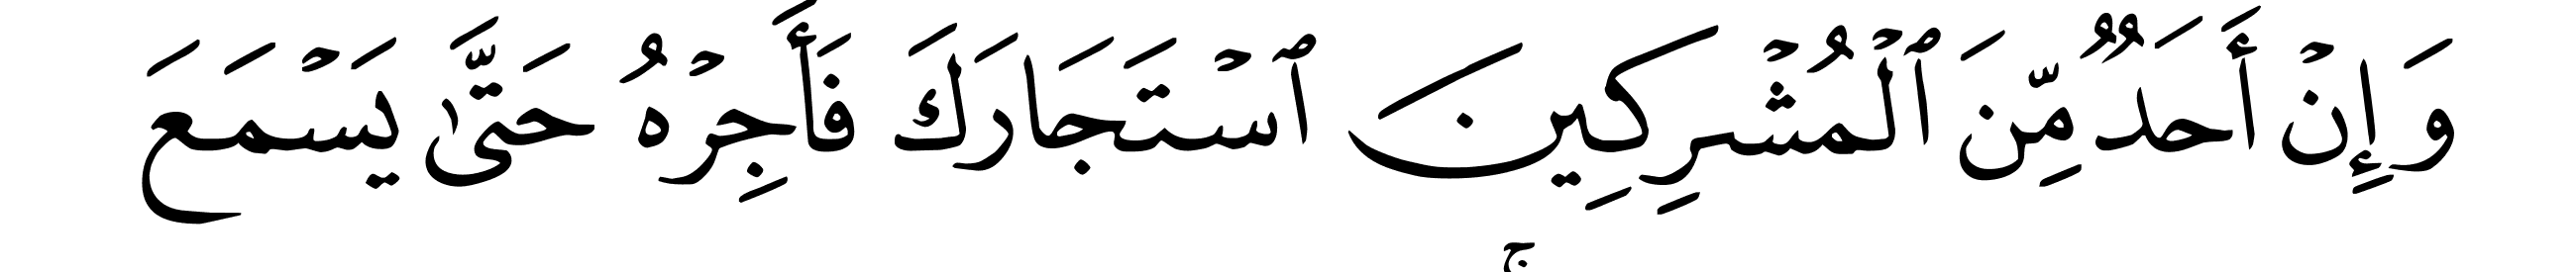 وَإِنْ أَحَدٌ مِّنَ ٱلْمُشْرِكِينَ ٱسْتَجَارَكَ فَأَجِرْهُ حَتَّىٰ يَسْمَعَ
ۚ